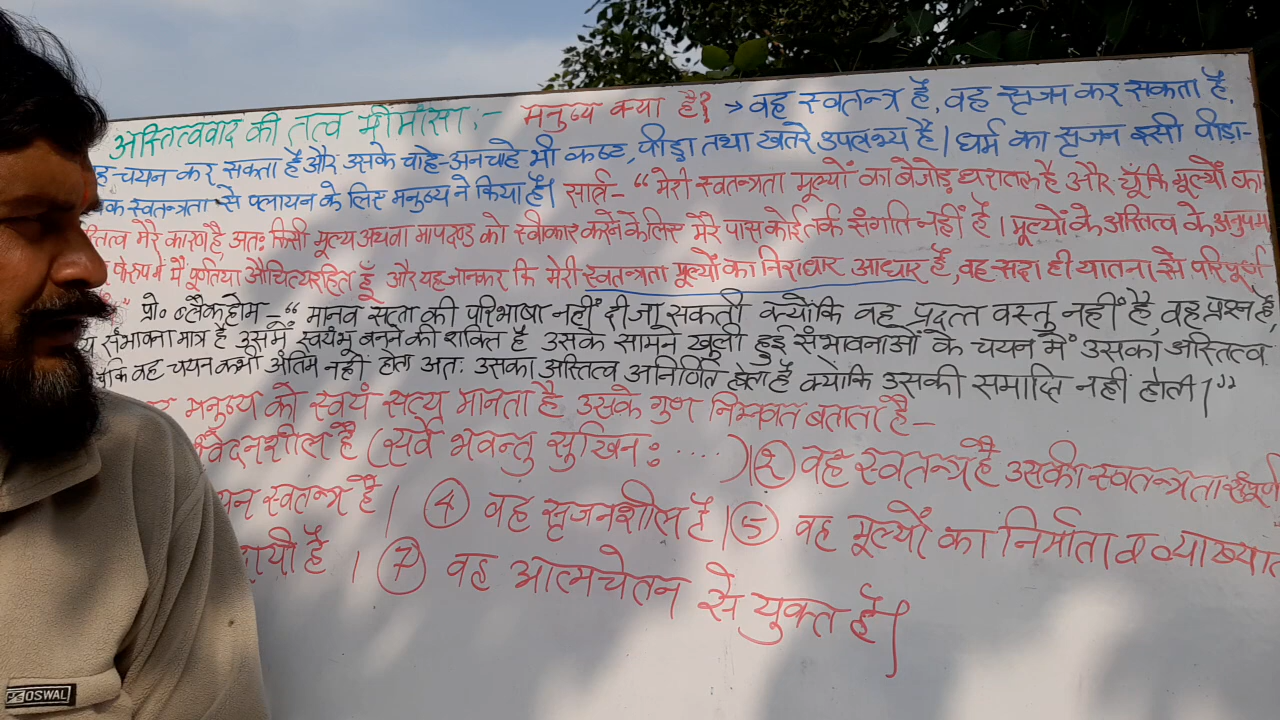 अस्तित्ववाद की तत्व मीमांसा:- मनुष्य क्या है? → वह स्वतन्त्र है, वह सृजन कर सकता है,
चयन कर सकता है और उसके चाहे-अनचाहे भी कष्ट, पीड़ा तथा खतरे उपलभ्य है। धर्म का सृजन इसी पीड़ा-
स्वतन्त्रता से पलायन के लिए मनुष्य ने किया है। सार्त्र- "मेरी स्वतन्त्रता मूल्यों का बेजोड़ धरातल है और चूँकि मूल्यों का
मेरे कारण है, अतः किसी मूल्य अथवा मापदण्ड को स्वीकार करने के लिए मेरे पास कोई तर्क संगति नहीं है। मूल्यों के अस्तित्व के अनुपम
में मैं पूर्णतया औचित्यरहित हूँ और यह जानकर कि मेरी स्वतन्त्रता मूल्यों का निराधार आधार है, वह सदा ही यातना से परिपूर्ण
प्रो० ब्लैकहोम - "मानव सत्ता की परिभाषा नहीं दी जा सकती क्योंकि वह प्रदत्त वस्तु नहीं है, वह प्रश्न है,
संभावना मात्र है उसमें स्वयंभू बनने की शक्ति है उसके सामने खुली हुई संभावनाओं के चयन में उसका अस्तित्व
वह चयन कभी अंतिम नहीं होता अतः उसका अस्तित्व अनिर्वित होता है क्योंकि उसकी समाप्ति नहीं होती।"
मनुष्य को स्वयं सत्य मानता है उसके गुण निम्नवत बताता है-
है (सर्वे भवन्तु सुखिनः ....)। ② वह स्वतन्त्र है उसकी स्वतन्त्रता
स्वतन्त्र है। ④ वह सृजनशील है। ⑤ वह मूल्यों का निर्माता व
है। ⑦ वह आत्मचेतन से युक्त है।
OSWAL